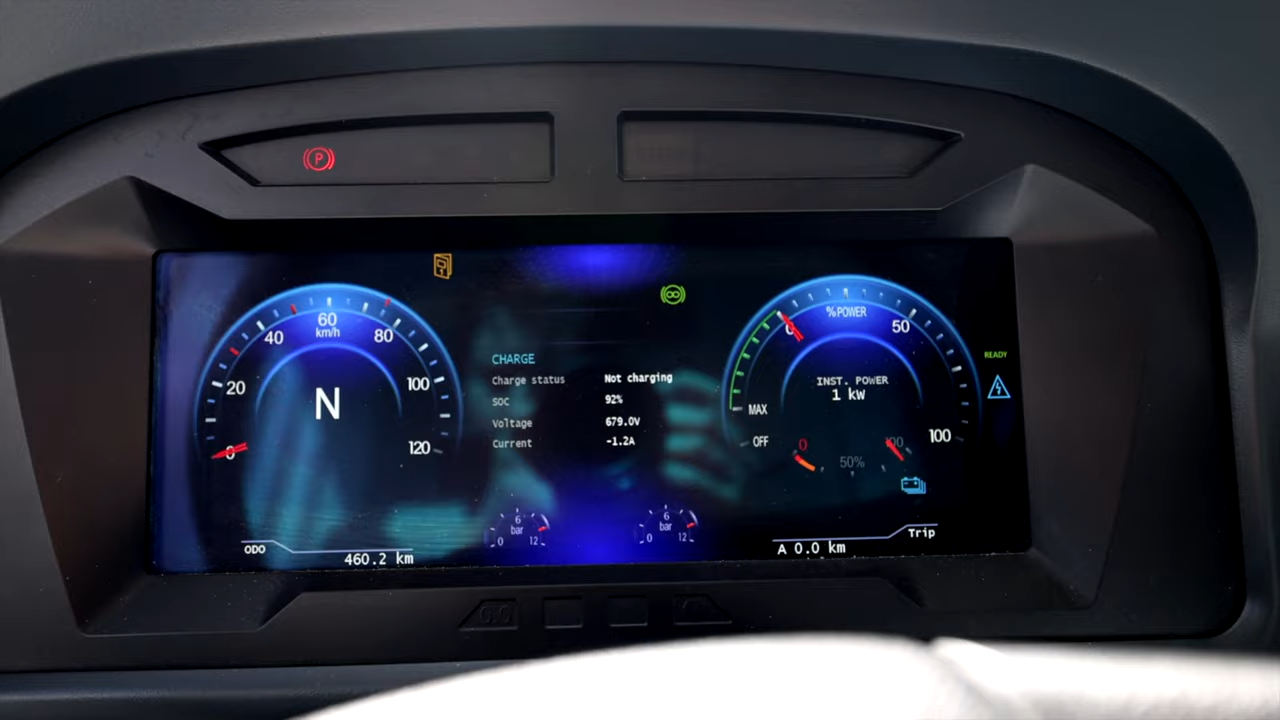 P
20
40
60
km/h
80
100
120
0
N
ODO
460.2 km
CHARGE
Charge status Not charging
SOC 92%
Voltage 679.0V
Current -1.2A
6
bar
0 12
6
bar
0 12
%POWER
0
50
100
MAX
OFF
INST. POWER
1 kW
0
50%
A 0.0 km
Trip
READY